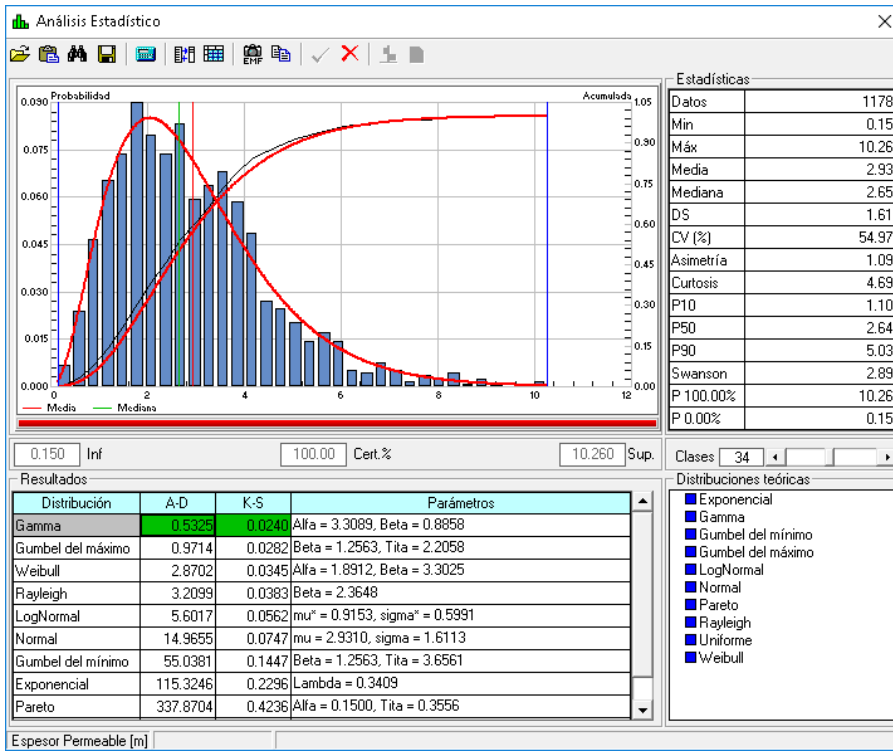 Análisis Estadístico
EMF
Probabilidad
Acumulada
0.090
0.075
0.060
0.045
0.030
0.015
0.000
1.05
0.90
0.75
0.60
0.45
0.30
0.15
0.00
0 2 4 6 8 10 12
Media Mediana
Estadísticas
Datos 1178
Min 0.15
Máx 10.26
Media 2.93
Mediana 2.65
DS 1.61
CV (%) 54.97
Asimetría 1.09
Curtosis 4.69
P10 1.10
P50 2.64
P90 5.03
Swanson 2.89
P 100.00% 10.26
P 0.00% 0.15
0.150 Inf 100.00 Cert.% 10.260 Sup.
Clases 34
Resultados
Distribución A-D K-S Parámetros
Gamma 0.5325 0.0240 Alfa = 3.3089, Beta = 0.8858
Gumbel del máximo 0.9714 0.0282 Beta = 1.2563, Tita = 2.2058
Weibull 2.8702 0.0345 Alfa = 1.8912, Beta = 3.3025
Rayleigh 3.2099 0.0383 Beta = 2.3648
LogNormal 5.6017 0.0562 mu* = 0.9153, sigma* = 0.5991
Normal 14.9655 0.0747 mu = 2.9310, sigma = 1.6113
Gumbel del mínimo 55.0381 0.1447 Beta = 1.2563, Tita = 3.6561
Exponencial 115.3246 0.2296 Lambda = 0.3409
Pareto 337.8704 0.4236 Alfa = 0.1500, Tita = 0.3556
Distribuciones teóricas
Exponencial
Gamma
Gumbel del mínimo
Gumbel del máximo
LogNormal
Normal
Pareto
Rayleigh
Uniforme
Weibull
Espesor Permeable [m]